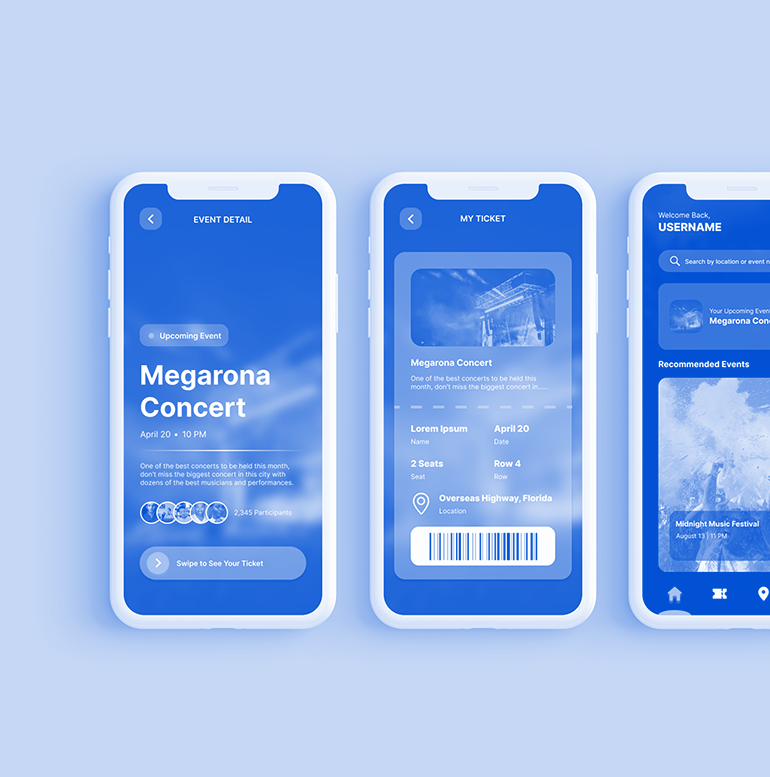 EVENT DETAIL
Upcoming Event
Megarona
Concert
April 20 • 10 PM
One of the best concerts to be held this month,
don't miss the biggest concert in this city with
dozens of the best musicians and performances.
2,345 Participants
Swipe to See Your Ticket
MY TICKET
Megarona Concert
One of the best concerts to be held this
month, don't miss the biggest concert in......
Lorem Ipsum April 20
Name Date
2 Seats Row 4
Seat Row
Overseas Highway, Florida
Location
Welcome Back,
USERNAME
Search by location or event n
Your Upcoming Even
Megarona Conc
Recommended Events
Midnight Music Festival
August 13 | 11 PM